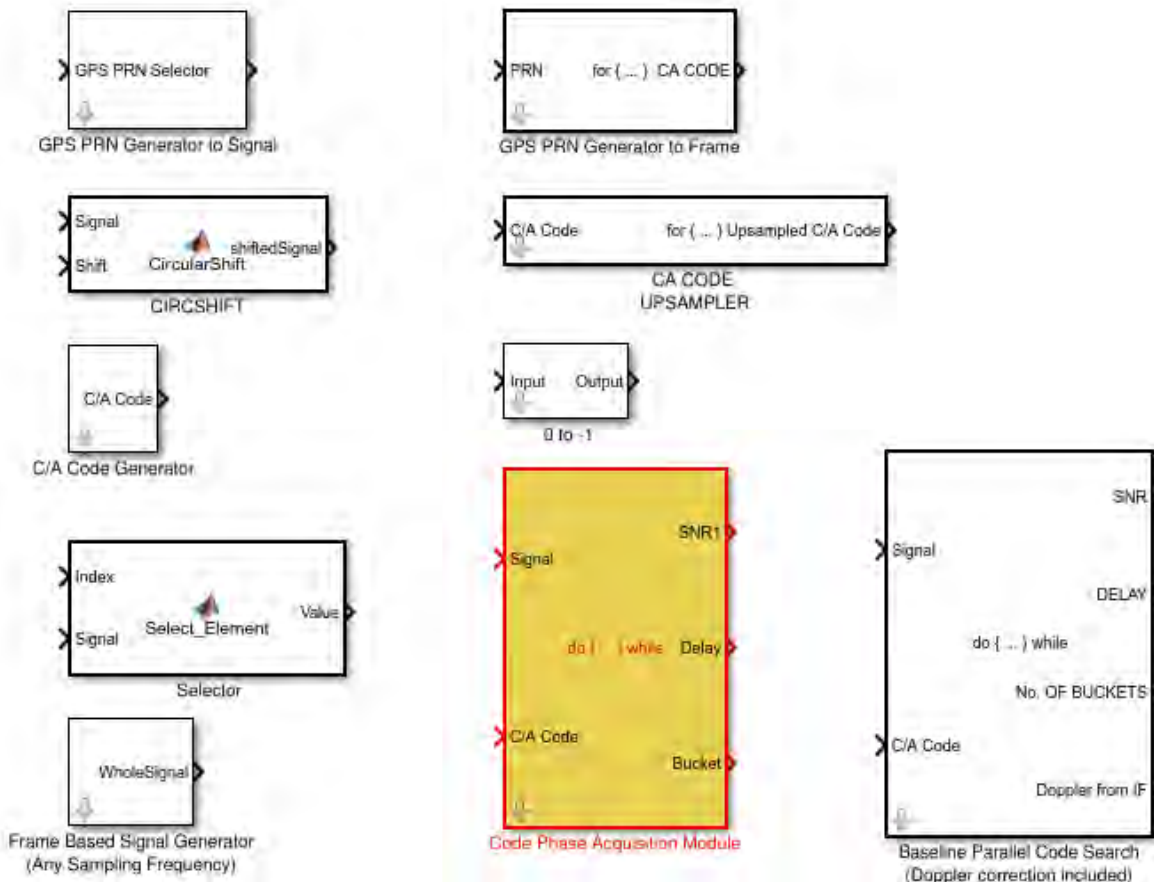 GPS PRN Selector
GPS PRN Generator to Signal
PRN for { ... } CA CODE
GPS PRN Generator to Frame
Signal
shiftedSignal
Shift
CircularShift
CIRCSHIFT
C/A Code for { ... } Upsampled C/A Code
CA CODE
UPSAMPLER
C/A Code
C/A Code Generator
Input Output
0 to -1
Index
Value
Signal
Select_Element
Selector
SNR1
Signal
do { ... } while Delay
C/A Code
Bucket
Code Phase Acquisition Module
SNR
Signal
DELAY
do { ... } while
No. OF BUCKETS
C/A Code
Doppler from IF
Baseline Parallel Code Search
(Doppler correction included)
WholeSignal
Frame Based Signal Generator
(Any Sampling Frequency)